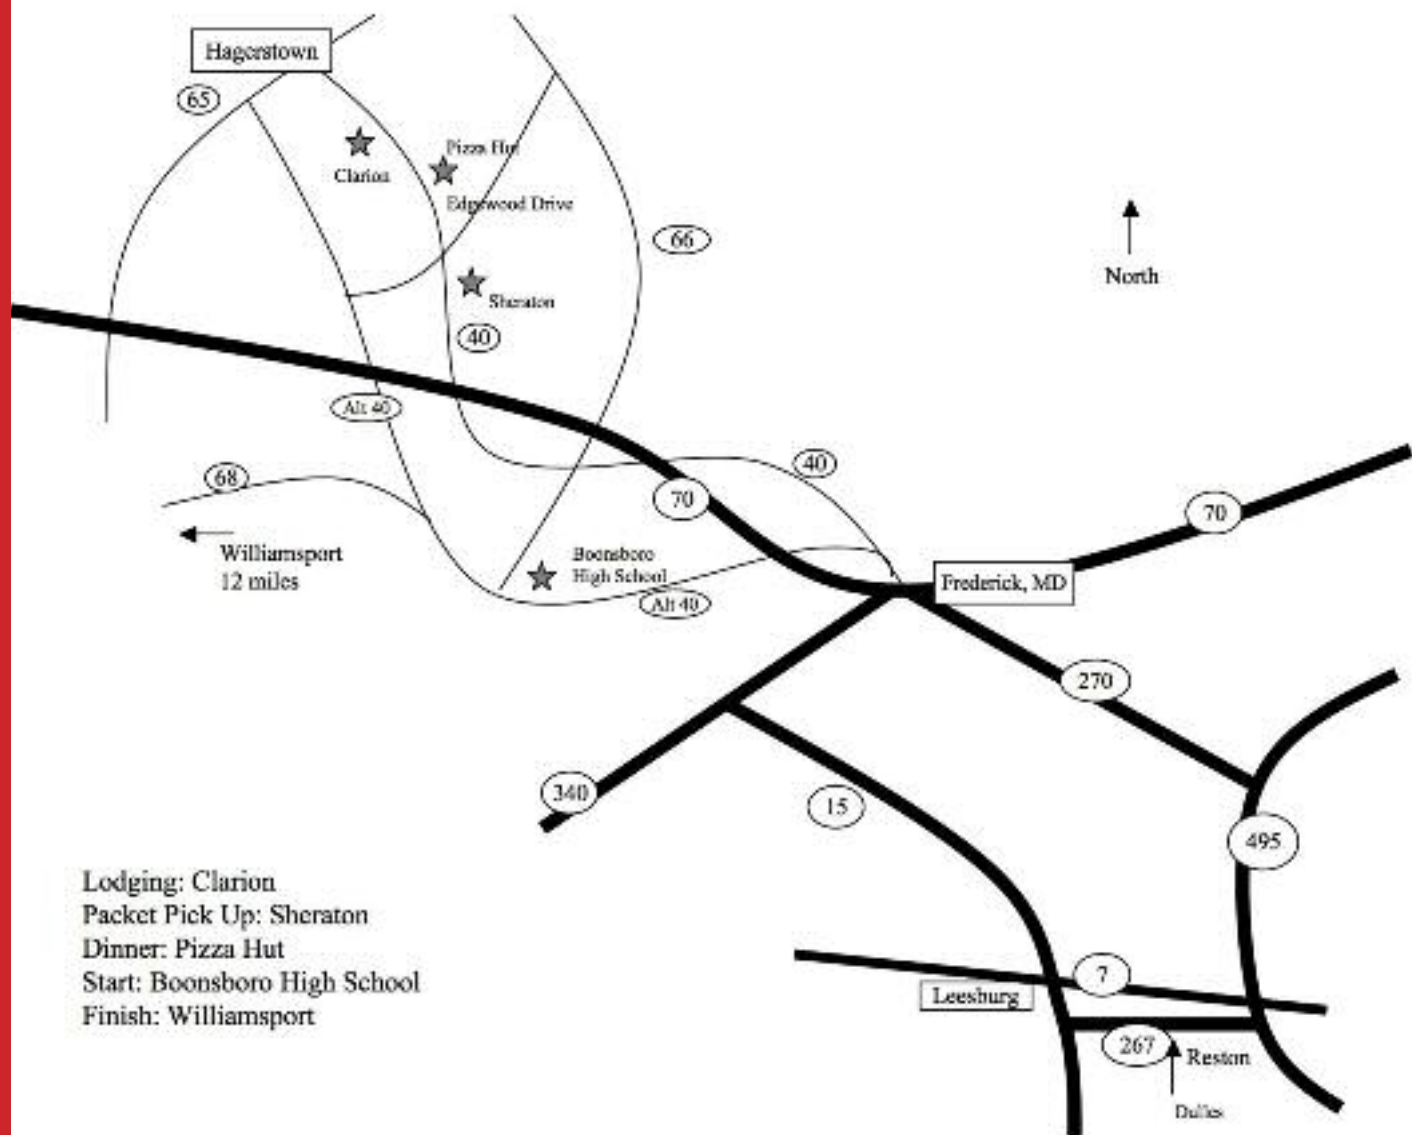 Hagerstown
65
Pizza Hut
Clarion
Edgewood Drive
66
North
Sheraton
40
Alt 40
40
68
70
70
Williamsport
12 miles
Boonsboro
High School
Frederick, MD
Alt 40
270
340
15
495
Lodging: Clarion
Packet Pick Up: Sheraton
Dinner: Pizza Hut
Start: Boonsboro High School
Finish: Williamsport
7
Leesburg
267
Reston
Dulles